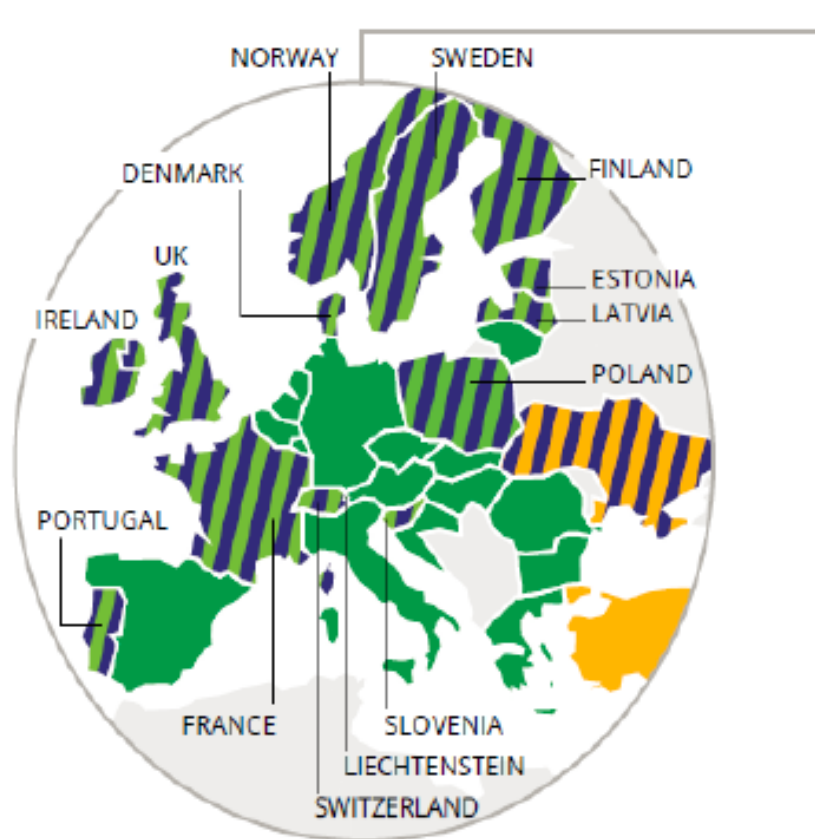 NORWAY
SWEDEN
DENMARK
FINLAND
UK
ESTONIA
IRELAND
LATVIA
POLAND
PORTUGAL
FRANCE
SLOVENIA
LIECHTENSTEIN
SWITZERLAND